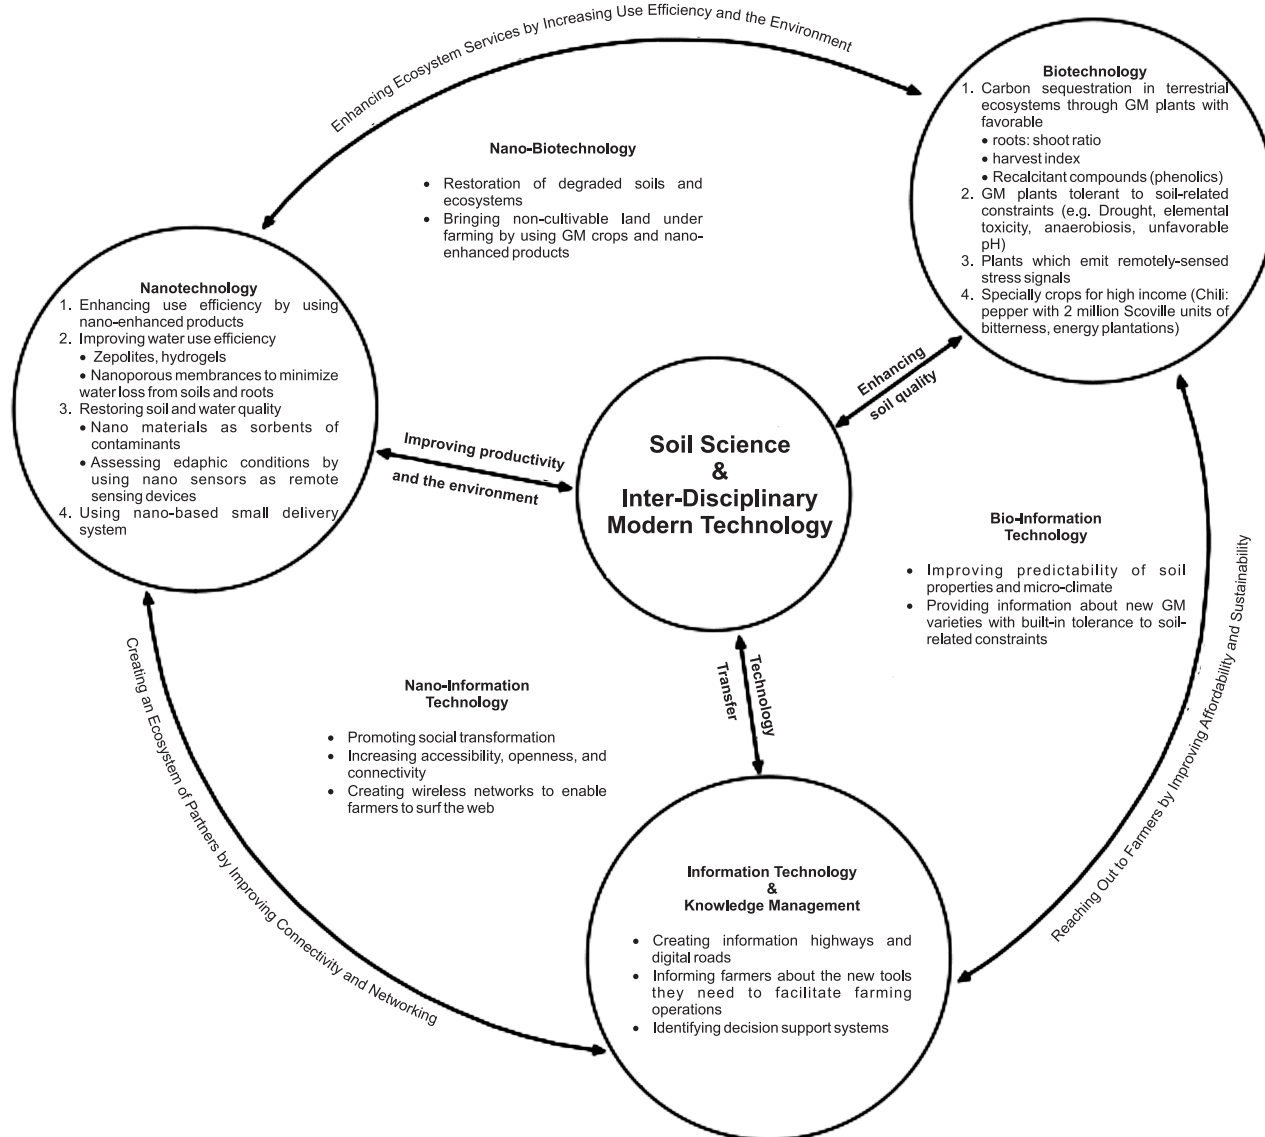 Enhancing Ecosystem Services by Increasing Use Efficiency and the Environment
Biotechnology
1. Carbon sequestration in terrestrial
ecosystems through GM plants with
favorable
• roots: shoot ratio
• harvest index
• Recalcitant compounds (phenolics)
2. GM plants tolerant to soil-related
constraints (e.g. Drought, elemental
toxicity, anaerobiosis, unfavorable
pH)
3. Plants which emit remotely-sensed
stress signals
4. Specially crops for high income (Chili:
pepper with 2 million Scoville units of
bitterness, energy plantations)
Nano-Biotechnology
• Restoration of degraded soils and
ecosystems
• Bringing non-cultivable land under
farming by using GM crops and nano-
enhanced products
Nanotechnology
1. Enhancing use efficiency by using
nano-enhanced products
2. Improving water use efficiency
• Zepolites, hydrogels
• Nanoporous membrances to minimize
water loss from soils and roots
3. Restoring soil and water quality
• Nano materials as sorbents of
contaminants
• Assessing edaphic conditions by
using nano sensors as remote
sensing devices
4. Using nano-based small delivery
system
Enhancing
soil quality
Improving productivity
and the environment
Soil Science
&
Inter-Disciplinary
Modern Technology
Bio-Information
Technology
• Improving predictability of soil
properties and micro-climate
• Providing information about new GM
varieties with built-in tolerance to soil-
related constraints
Technology
Transfer
Nano-Information
Technology
• Promoting social transformation
• Increasing accessibility, openness, and
connectivity
• Creating wireless networks to enable
farmers to surf the web
Creating an Ecosystem of Partners by Improving Connectivity and Networking
Reaching Out to Farmers by Improving Affordability and Sustainability
Information Technology
&
Knowledge Management
• Creating information highways and
digital roads
• Informing farmers about the new tools
they need to facilitate farming
operations
• Identifying decision support systems